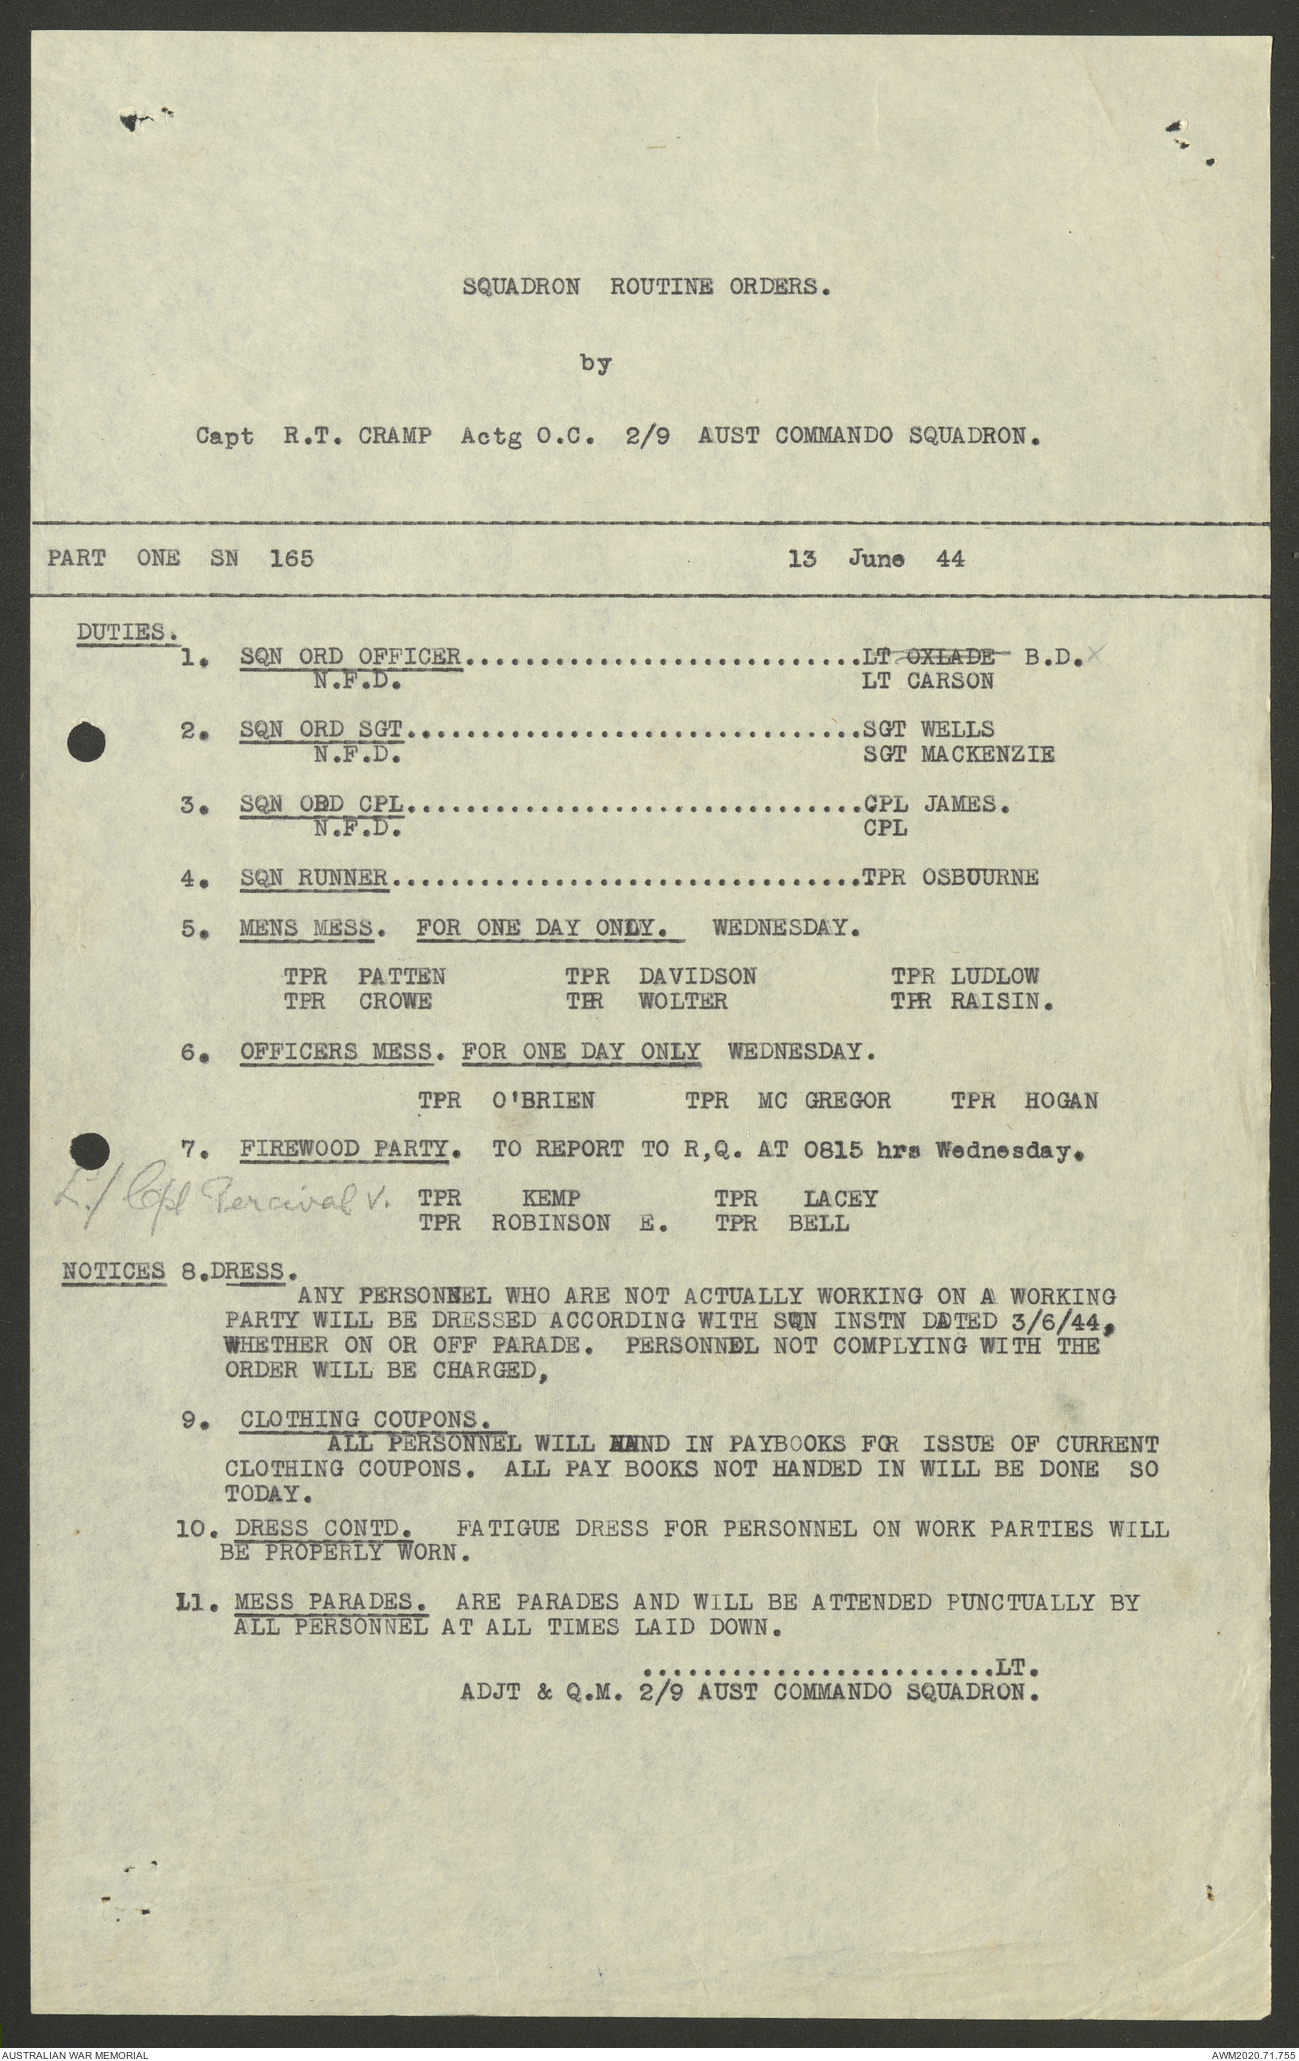 SQUADRON ROUTINE ORDERS.
by
Capt R.T. CRAMP Actg O.C. 2/9 AUST COMMANDO SQUADRON.
PART ONE SN 165 13 June 44
DUTIES.
1. SQN ORD OFFICER...........................LT OXLADE B.D.X
N.F.D. LT CARSON
2. SQN ORD SGT...............................SGT WELLS
N.F.D. SGT MACKENZIE
3. SQN ORD CPL...............................CPL JAMES.
N.F.D. CPL
4. SQN RUNNER................................TPR OSBOURNE
5. MENS MESS. FOR ONE DAY ONLY. WEDNESDAY.
TPR PATTEN TPR DAVIDSON TPR LUDLOW
TPR CROWE TPR WOLTER TPR RAISIN.
6. OFFICERS MESS. FOR ONE DAY ONLY WEDNESDAY.
TPR O'BRIEN TPR MC GREGOR TPR HOGAN
7. FIREWOOD PARTY. TO REPORT TO R,Q. AT 0815 hrs Wednesday.
L/Cpl Percival V. TPR KEMP TPR LACEY
TPR ROBINSON E. TPR BELL
NOTICES 8.DRESS.
ANY PERSONNEL WHO ARE NOT ACTUALLY WORKING ON A WORKING
PARTY WILL BE DRESSED ACCORDING WITH SQN INSTN DATED 3/6/44,
WHETHER ON OR OFF PARADE. PERSONNEL NOT COMPLYING WITH THE
ORDER WILL BE CHARGED,
9. CLOTHING COUPONS.
ALL PERSONNEL WILL HAND IN PAYBOOKS FOR ISSUE OF CURRENT
CLOTHING COUPONS. ALL PAY BOOKS NOT HANDED IN WILL BE DONE SO
TODAY.
10. DRESS CONTD. FATIGUE DRESS FOR PERSONNEL ON WORK PARTIES WILL
BE PROPERLY WORN.
11. MESS PARADES. ARE PARADES AND WILL BE ATTENDED PUNCTUALLY BY
ALL PERSONNEL AT ALL TIMES LAID DOWN.
........................LT.
ADJT & Q.M. 2/9 AUST COMMANDO SQUADRON.
AUSTRALIAN WAR MEMORIAL AWM2020.71.755